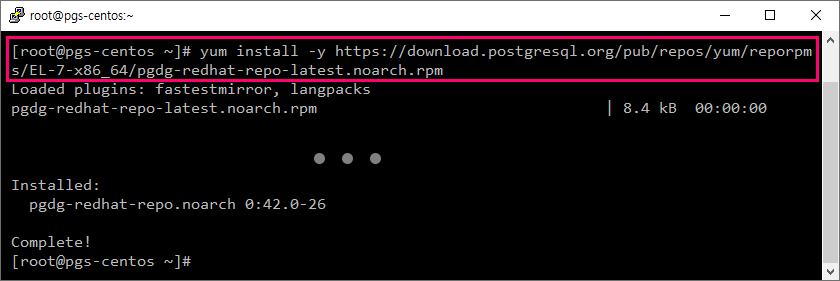 root@pgs-centos:~
[root@pgs-centos ~]# yum install -y https://download.postgresql.org/pub/repos/yum/reporpm
s/EL-7-x86_64/pgdg-redhat-repo-latest.noarch.rpm
Loaded plugins: fastestmirror, langpacks
pgdg-redhat-repo-latest.noarch.rpm | 8.4 kB 00:00:00
Installed:
pgdg-redhat-repo.noarch 0:42.0-26
Complete!
[root@pgs-centos ~]#